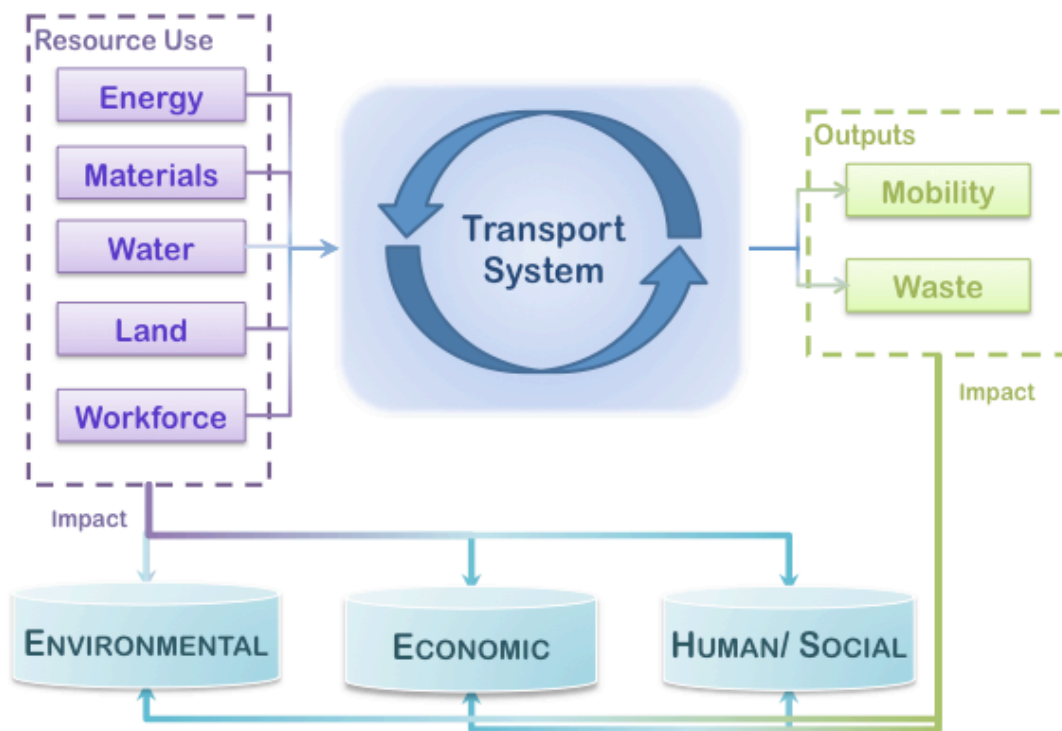 Resource Use
Energy
Materials
Water
Land
Workforce
Transport
System
Outputs
Mobility
Waste
Impact
Impact
ENVIRONMENTAL
ECONOMIC
HUMAN/ SOCIAL